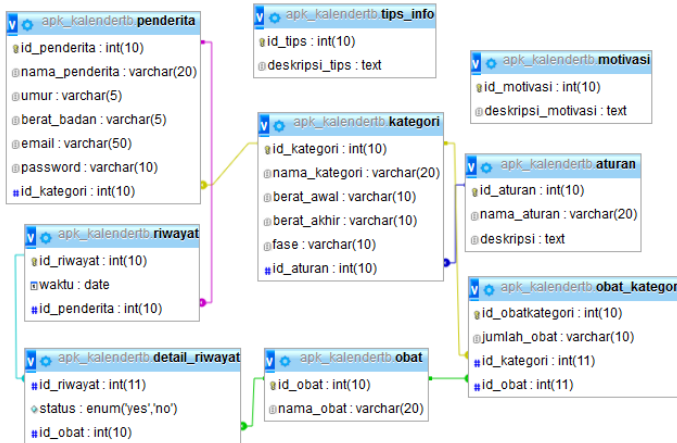 apk_kalendertb.penderita
id_penderita : int(10)
nama_penderita : varchar(20)
umur : varchar(5)
berat_badan : varchar(5)
email : varchar(50)
password : varchar(10)
#id_kategori : int(10)
apk_kalendertb.tips_info
id_tips : int(10)
deskripsi_tips : text
apk_kalendertb.motivasi
id_motivasi : int(10)
deskripsi_motivasi : text
apk_kalendertb.kategori
id_kategori : int(10)
nama_kategori : varchar(20)
berat_awal : varchar(10)
berat_akhir : varchar(10)
fase : varchar(10)
#id_aturan : int(10)
apk_kalendertb.aturan
id_aturan : int(10)
nama_aturan : varchar(20)
deskripsi : text
apk_kalendertb.riwayat
id_riwayat : int(10)
waktu : date
#id_penderita : int(10)
apk_kalendertb.obat_kategor
id_obatkategori : int(10)
jumlah_obat : varchar(10)
#id_kategori : int(11)
#id_obat : int(11)
apk_kalendertb.detail_riwayat
#id_riwayat : int(11)
status : enum('yes','no')
#id_obat : int(10)
apk_kalendertb.obat
id_obat : int(10)
nama_obat : varchar(20)